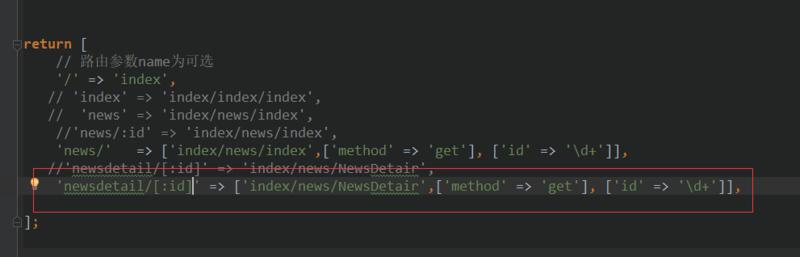 return [
// 路由参数name为可选
'/' => 'index',
// 'index' => 'index/index/index',
// 'news' => 'index/news/index',
//'news/:id' => 'index/news/index',
'news/' => ['index/news/index',['method' => 'get'], ['id' => '\d+']],
//'newsdetail/[:id]' => 'index/news/NewsDetair',
'newsdetail/[:id]' => ['index/news/NewsDetair',['method' => 'get'], ['id' => '\d+']],
];